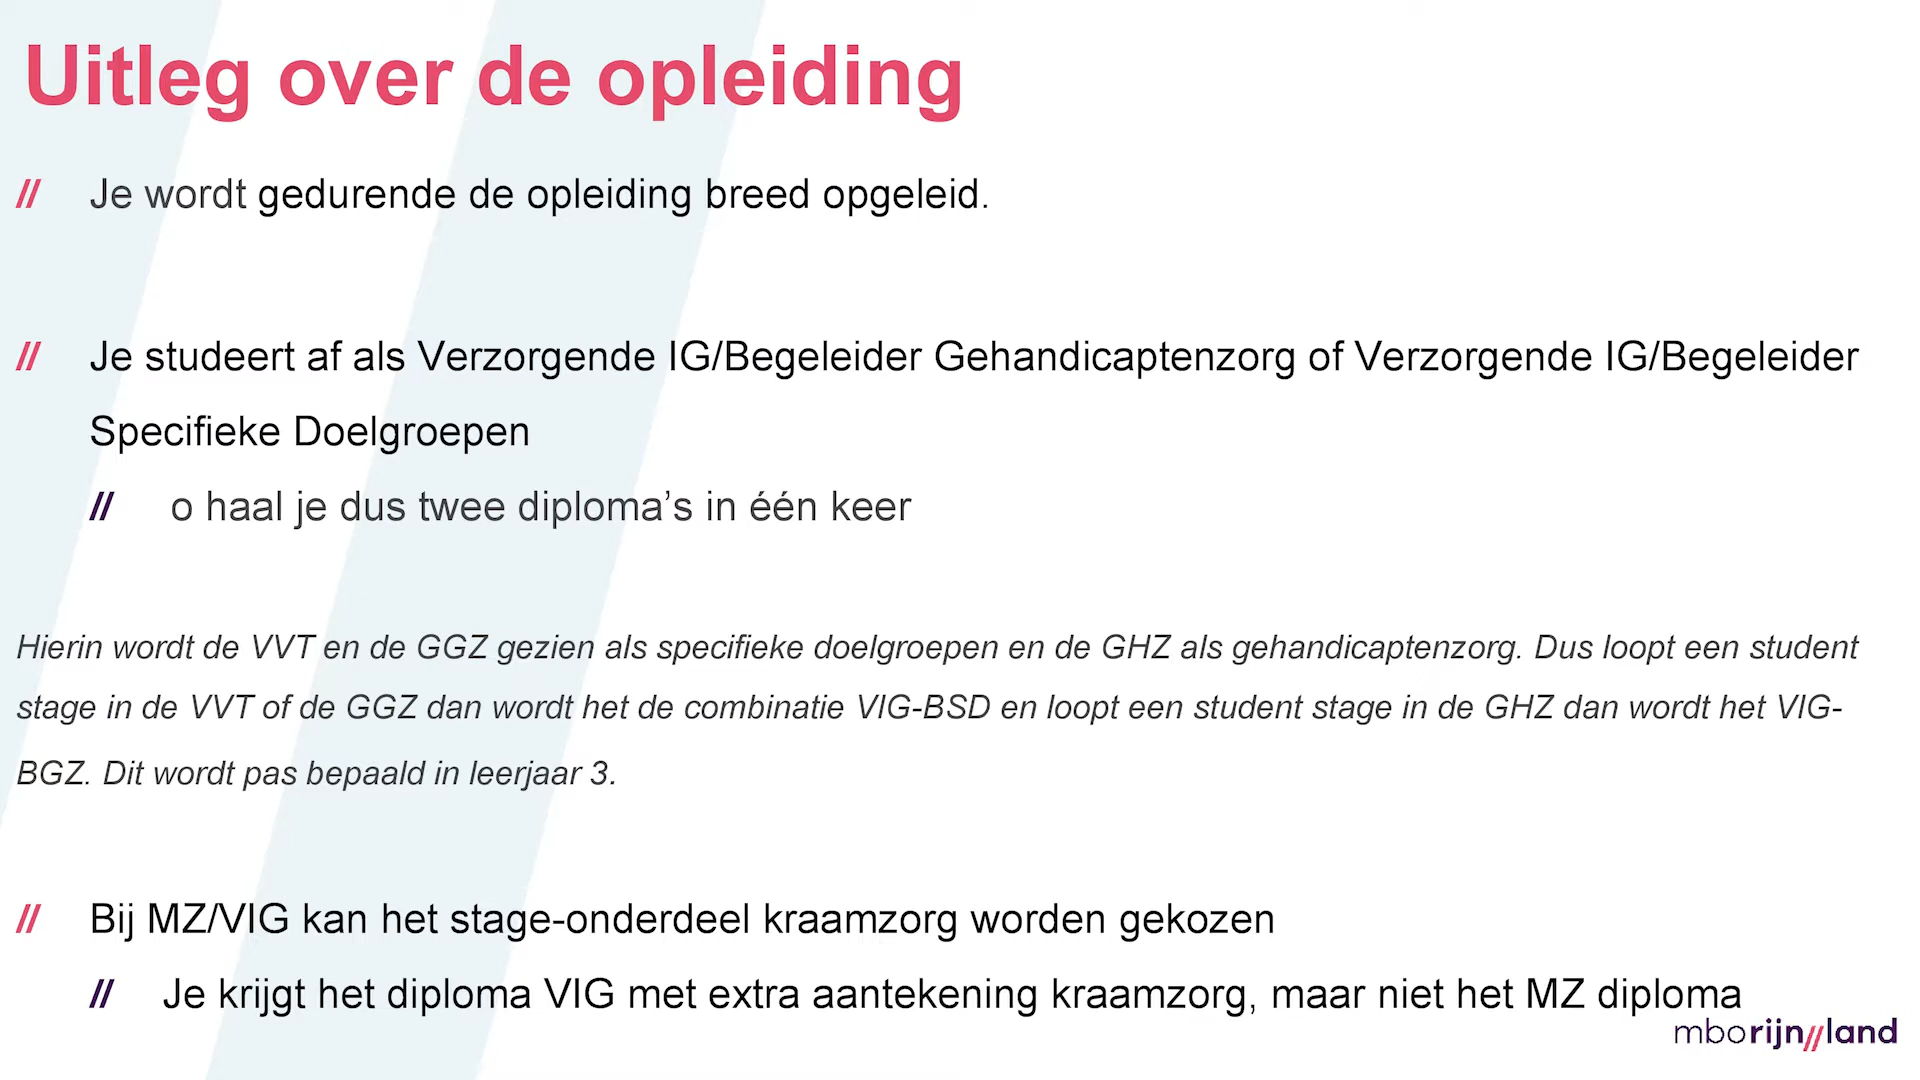 Uitleg over de opleiding
// Je wordt gedurende de opleiding breed opgeleid.
// Je studeert af als Verzorgende IG/Begeleider Gehandicaptenzorg of Verzorgende IG/Begeleider
Specifieke Doelgroepen
// o haal je dus twee diploma’s in één keer
Hierin wordt de VVT en de GGZ gezien als specifieke doelgroepen en de GHZ als gehandicaptenzorg. Dus loopt een student
stage in de VVT of de GGZ dan wordt het de combinatie VIG-BSD en loopt een student stage in de GHZ dan wordt het VIG-
BGZ. Dit wordt pas bepaald in leerjaar 3.
// Bij MZ/VIG kan het stage-onderdeel kraamzorg worden gekozen
// Je krijgt het diploma VIG met extra aantekening kraamzorg, maar niet het MZ diploma
mborijn//land